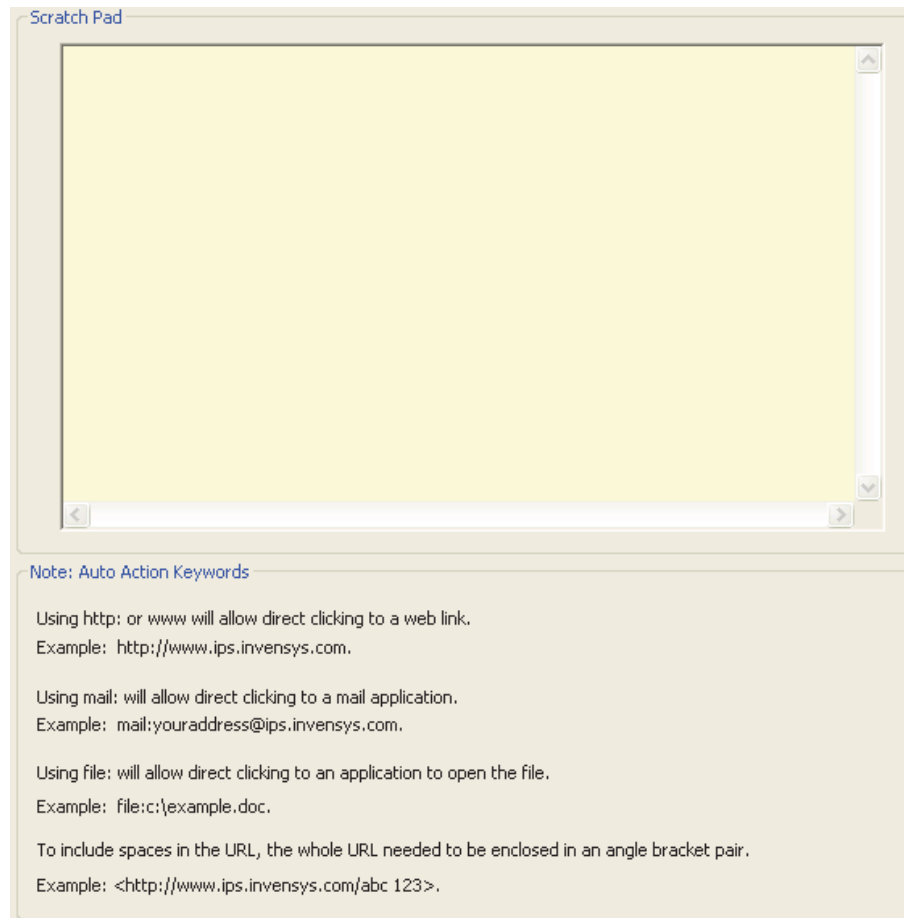 Scratch Pad
Note: Auto Action Keywords
Using http: or www will allow direct clicking to a web link.
Example:  http://www.ips.invensys.com.
Using mail: will allow direct clicking to a mail application.
Example:  mail:youraddress@ips.invensys.com.
Using file: will allow direct clicking to an application to open the file.
Example:  file:c:\example.doc.
To include spaces in the URL, the whole URL needed to be enclosed in an angle bracket pair.
Example: <http://www.ips.invensys.com/abc 123>.